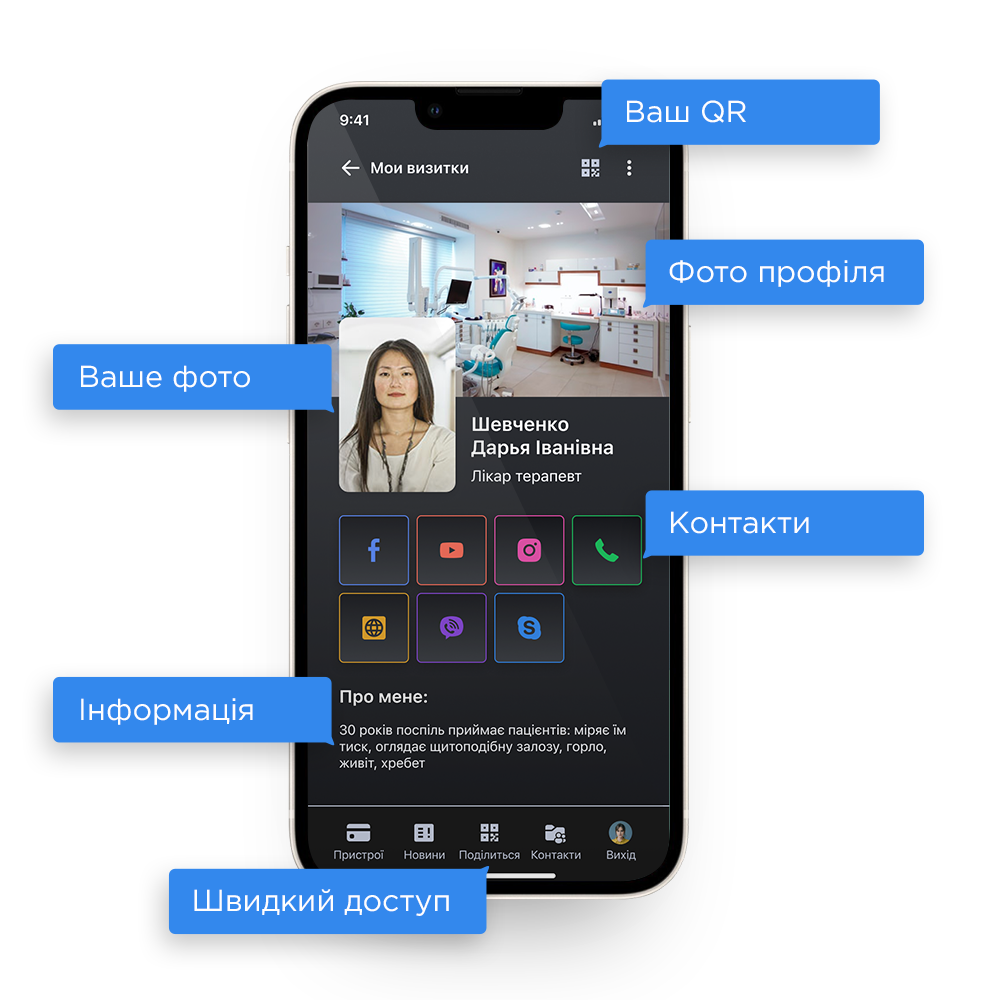 Ваш QR
9:41
Мои визитки
Фото профіля
Ваше фото
Шевченко
Дарья Іванівна
Лікар терапевт
Контакти
Інформація
Про мене:
30 років поспіль приймає пацієнтів: міряє їм
тиск, оглядає щитоподібну залозу, горло,
живіт, хребет
Пристрої Новини Поділиться Контакти Вихід
Швидкий доступ